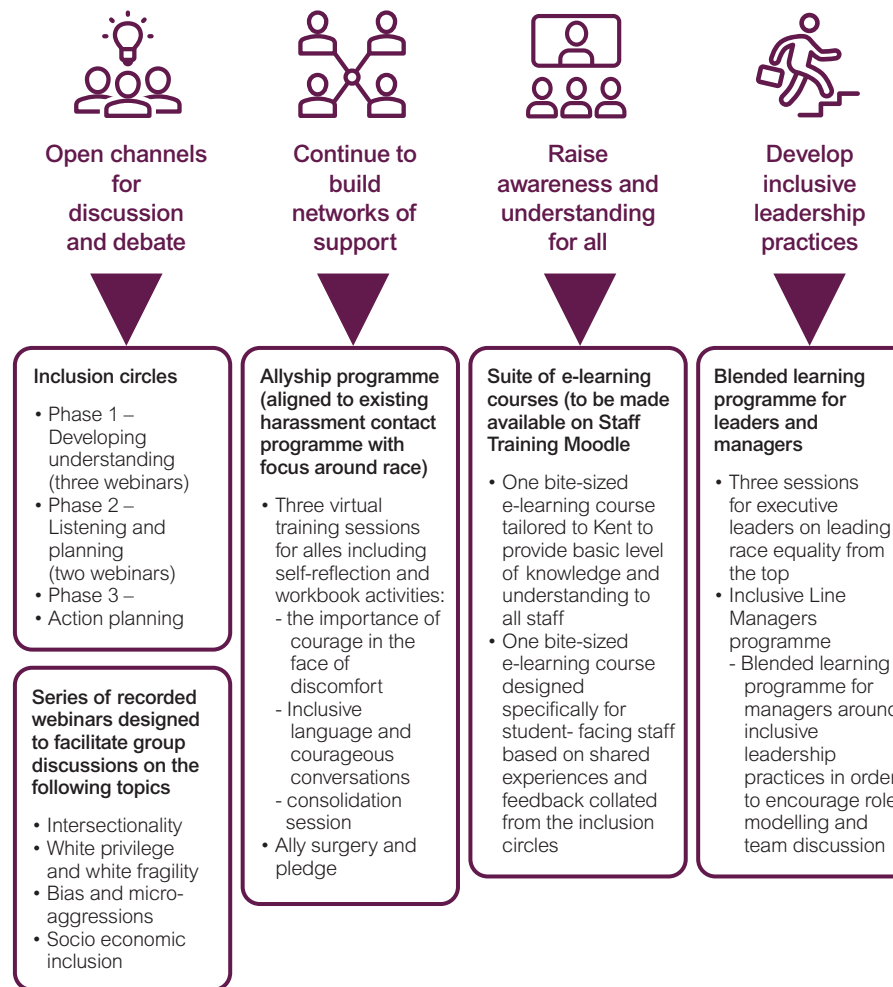 Open channels
for
discussion
and debate
Inclusion circles
• Phase 1 –
Developing
understanding
(three webinars)
• Phase 2 –
Listening and
planning
(two webinars)
• Phase 3 –
• Action planning
Series of recorded
webinars designed
to facilitate group
discussions on the
following topics
• Intersectionality
• White privilege
and white fragility
• Bias and micro-
aggressions
• Socio economic
inclusion
Continue to
build
networks of
support
Allyship programme
(aligned to existing
harassment contact
programme with
focus around race)
• Three virtual
training sessions
for alles including
self-reflection and
workbook activities:
- the importance of
courage in the
face of
discomfort
- Inclusive
language and
courageous
conversations
- consolidation
session
• Ally surgery and
pledge
Raise
awareness and
understanding
for all
Suite of e-learning
courses (to be made
available on Staff
Training Moodle
• One bite-sized
e-learning course
tailored to Kent to
provide basic level
of knowledge and
understanding to
all staff
• One bite-sized
e-learning course
designed
specifically for
student- facing staff
based on shared
experiences and
feedback collated
from the inclusion
circles
Develop
inclusive
leadership
practices
Blended learning
programme for
leaders and
managers
• Three sessions
for executive
leaders on leading
race equality from
the top
• Inclusive Line
Managers
programme
- Blended learning
programme for
managers around
inclusive
leadership
practices in order
to encourage role
modelling and
team discussion